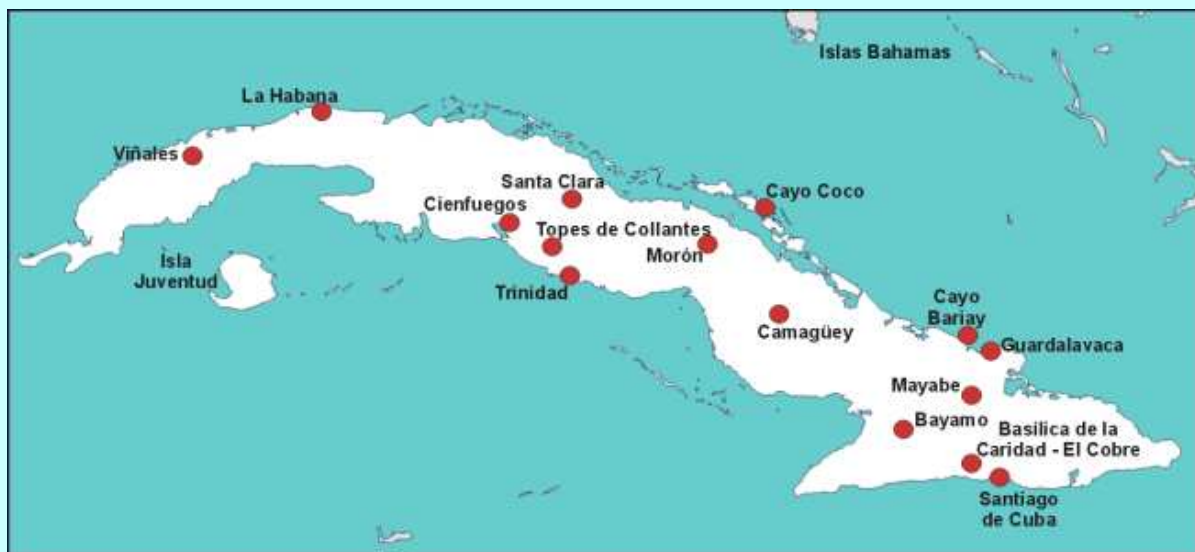 Islas Bahamas
La Habana
Viñales
Santa Clara
Cayo Coco
Cienfuegos
Topes de Collantes
Morón
Ìsla
Juventud
Trinidad
Cayo
Bariay
Camagüey
Guardalavaca
Mayabe
Bayamo
Basílica de la
Caridad - El Cobre
Santiago
de Cuba